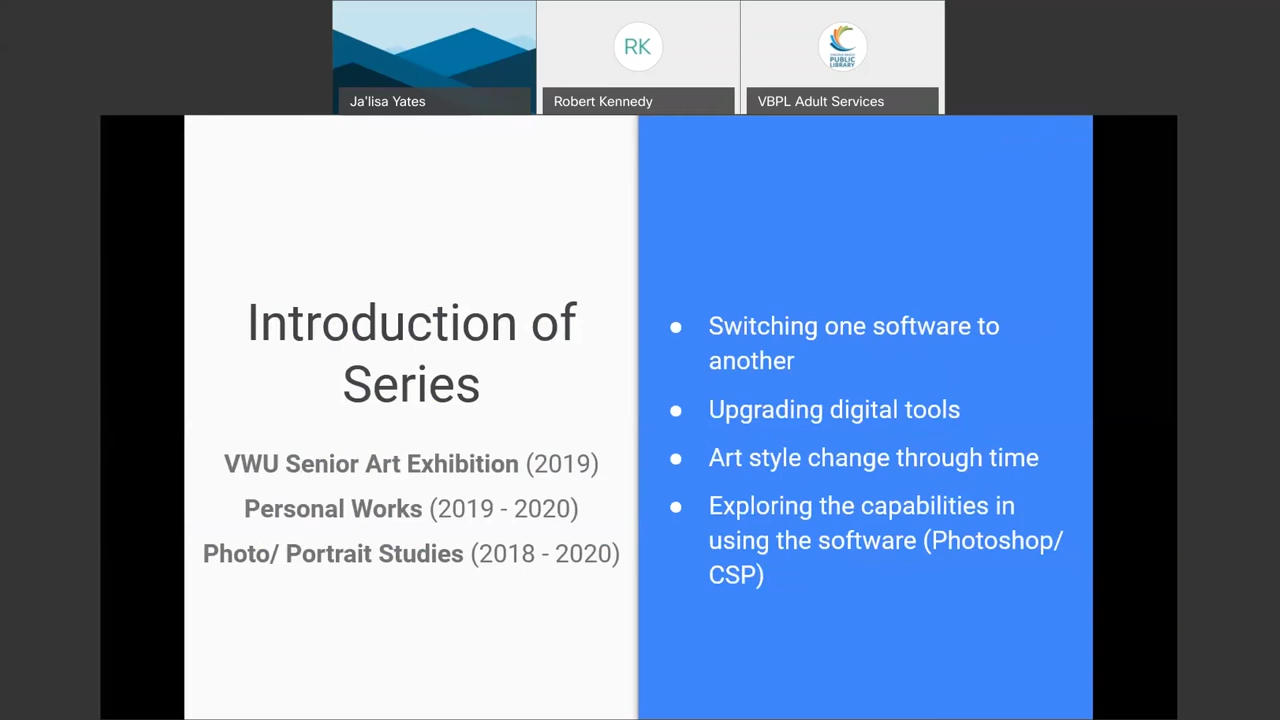 RK
PUBLIC
LIBRARY
Ja'lisa Yates
Robert Kennedy
VBPL Adult Services
Introduction of
Series
VWU Senior Art Exhibition (2019)
Personal Works (2019 - 2020)
Photo/ Portrait Studies (2018 - 2020)
● Switching one software to
another
● Upgrading digital tools
● Art style change through time
● Exploring the capabilities in
using the software (Photoshop/
CSP)